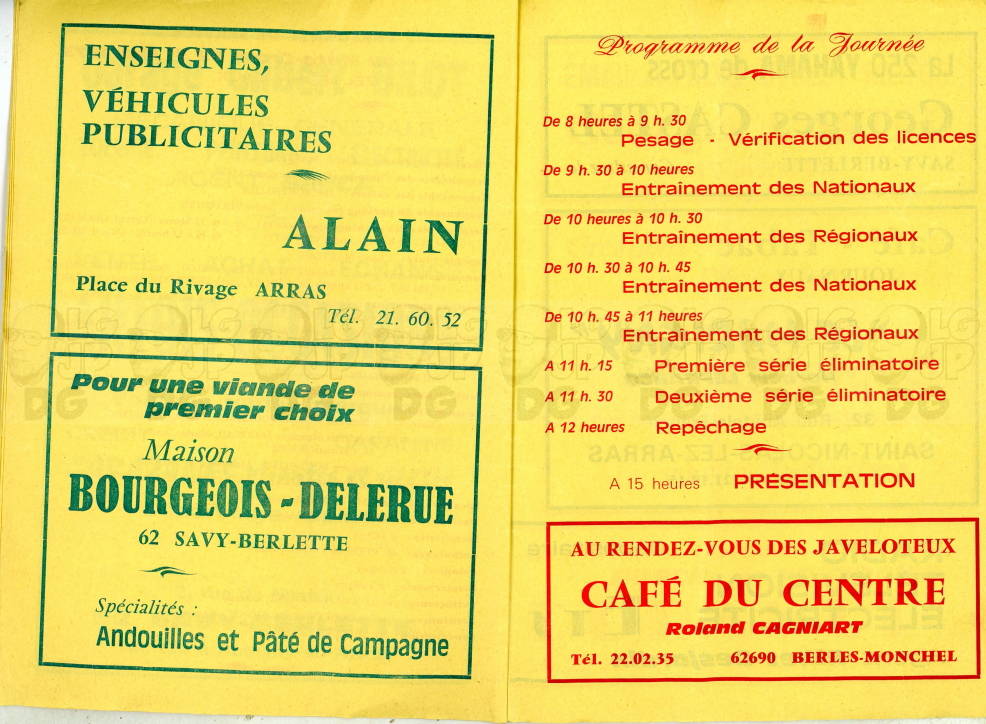 ENSEIGNES,
VÉHICULES
PUBLICITAIRES
ALAIN
Place du Rivage ARRAS
Tél. 21. 60. 52
Pour une viande de
premier choix
Maison
BOURGEOIS - DELERUE
62 SAVY-BERLETTE
Spécialités :
Andouilles et Pâté de Campagne
Programme de la Journée
De 8 heures à 9 h. 30
Pesage - Vérification des licences
De 9 h. 30 à 10 heures
Entraînement des Nationaux
De 10 heures à 10 h. 30
Entraînement des Régionaux
De 10 h. 30 à 10 h. 45
Entraînement des Nationaux
De 10 h. 45 à 11 heures
Entraînement des Régionaux
A 11 h. 15 Première série éliminatoire
A 11 h. 30 Deuxième série éliminatoire
A 12 heures Repêchage
A 15 heures PRÉSENTATION
AU RENDEZ-VOUS DES JAVELOTEUX
CAFÉ DU CENTRE
Roland CAGNIART
Tél. 22.02.35 62690 BERLES-MONCHEL